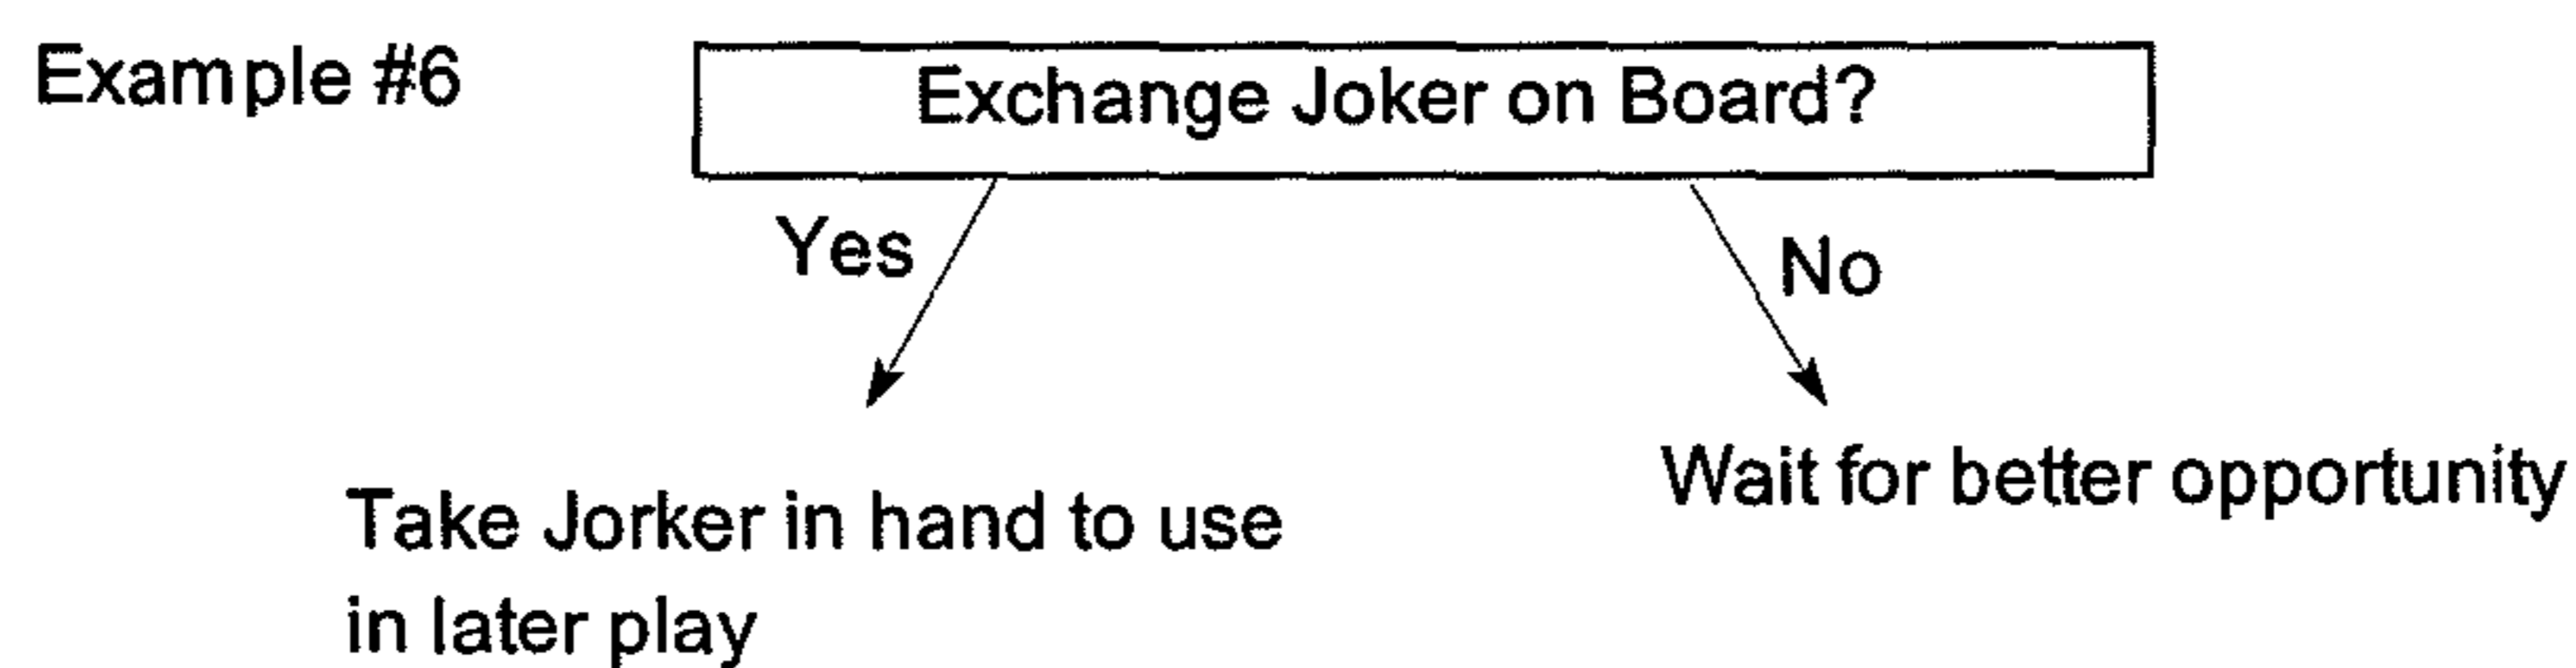 Example #6
Exchange Joker on Board?
Yes
No
Take Jorker in hand to use
in later play
Wait for better opportunity